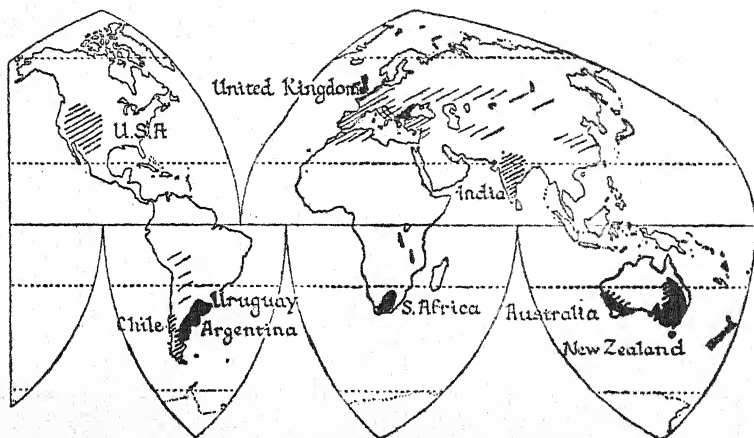 United Kingdom
U.S.A
India
Uruguay
S. Africa
Chile
Argentina
Australia
New Zealand